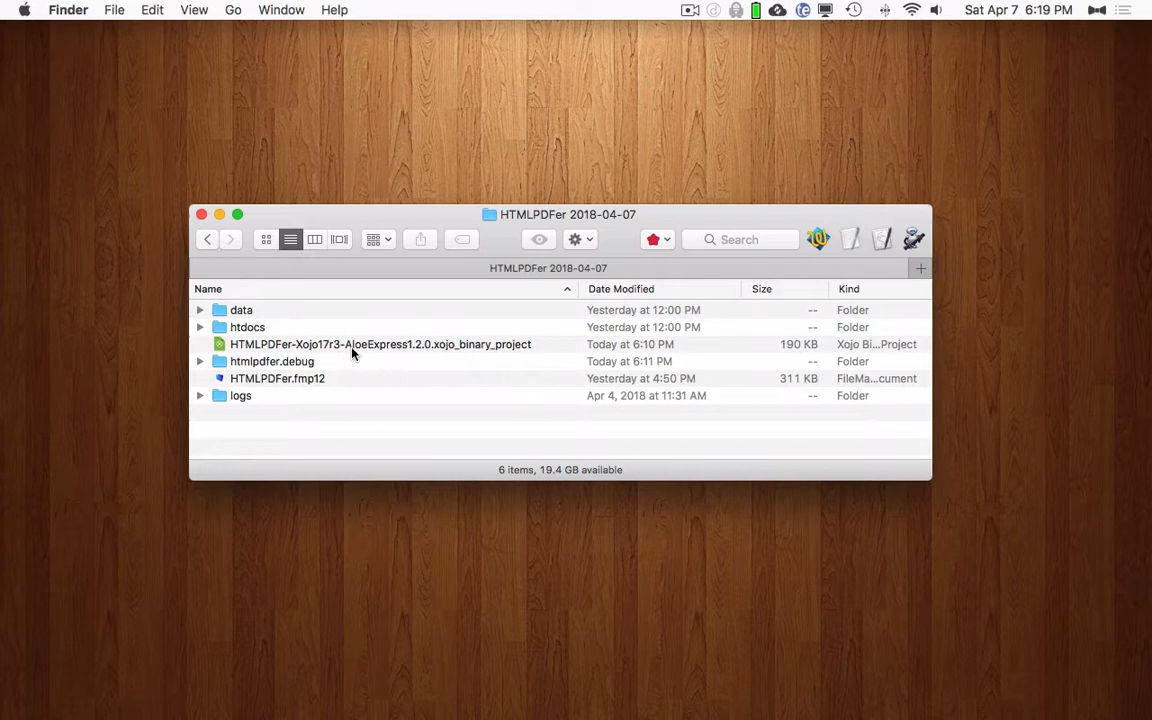 Finder File Edit View Go Window Help Sat Apr 7 6:19 PM
HTMLPDFer 2018-04-07
Search
HTMLPDFer 2018-04-07
Name Date Modified Size Kind
data Yesterday at 12:00 PM -- Folder
htdocs Yesterday at 12:00 PM -- Folder
HTMLPDFer-Xojo17r3-AloeExpress1.2.0.xojo_binary_project Today at 6:10 PM 190 KB Xojo Bi...Project
htmlpdfer.debug Today at 6:11 PM -- Folder
HTMLPDFer.fmp12 Yesterday at 4:50 PM 311 KB FileMa...cument
logs Apr 4, 2018 at 11:31 AM -- Folder
6 items, 19.4 GB available